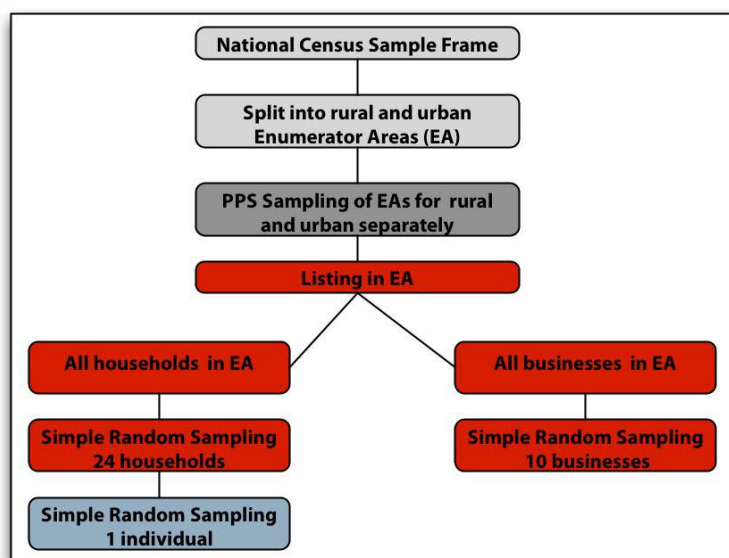 National Census Sample Frame
Split into rural and urban
Enumerator Areas (EA)
PPS Sampling of EAs for rural
and urban separately
Listing in EA
All households in EA
All businesses in EA
Simple Random Sampling
24 households
Simple Random Sampling
10 businesses
Simple Random Sampling
1 individual